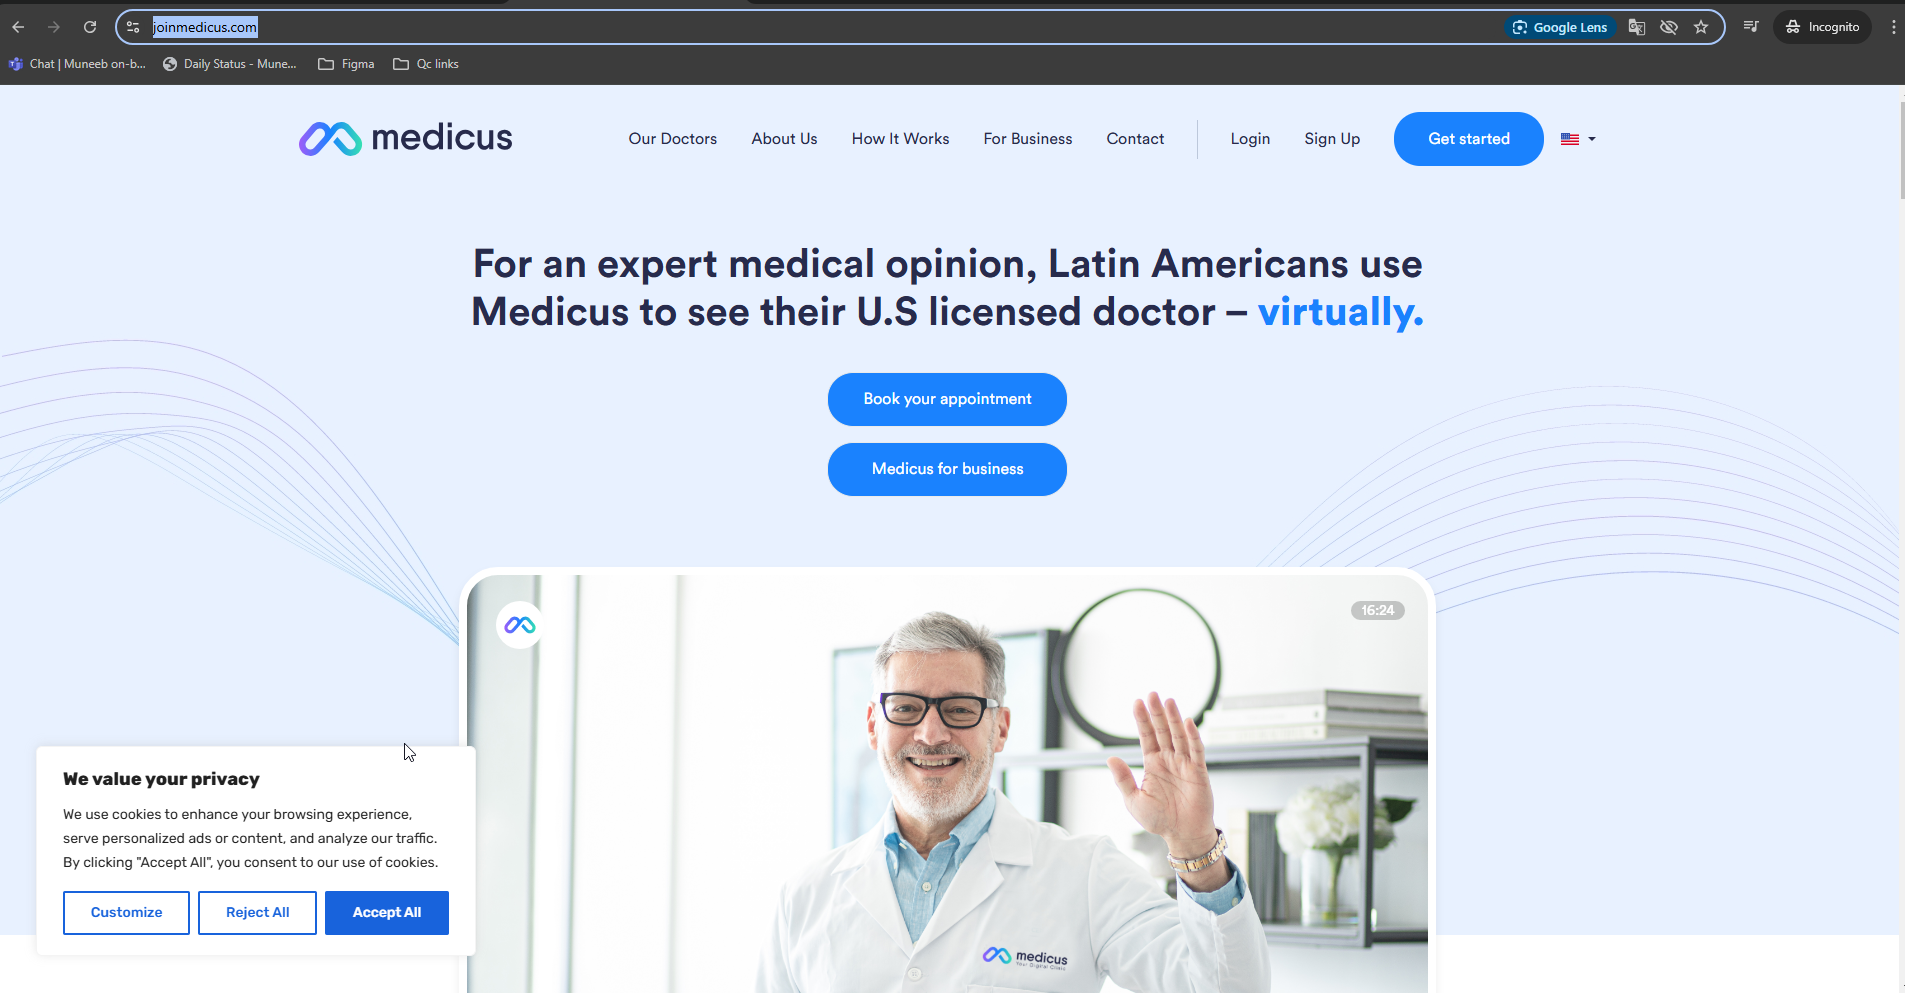 joinmedicus.com
Google Lens
Incognito
Chat | Muneeb on-b...
Daily Status - Mune...
Figma
Qc links
medicus
Our Doctors
About Us
How It Works
For Business
Contact
Login
Sign Up
Get started
For an expert medical opinion, Latin Americans use
Medicus to see their U.S licensed doctor – virtually.
Book your appointment
Medicus for business
16:24
We value your privacy
We use cookies to enhance your browsing experience,
serve personalized ads or content, and analyze our traffic.
By clicking "Accept All", you consent to our use of cookies.
Customize
Reject All
Accept All
medicus
Your Digital Clinic